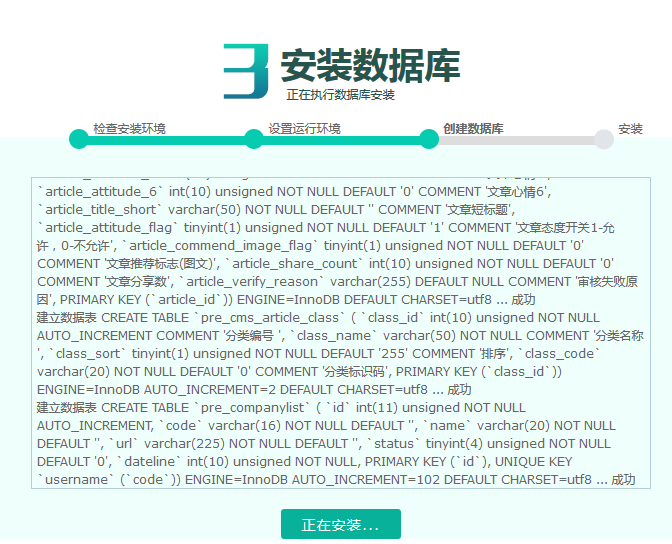 3
安装数据库
正在执行数据库安装
检查安装环境
设置运行环境
创建数据库
安装
`article_attitude_6` int(10) unsigned NOT NULL DEFAULT '0' COMMENT '文章心情6',
`article_title_short` varchar(50) NOT NULL DEFAULT '' COMMENT '文章短标题',
`article_attitude_flag` tinyint(1) unsigned NOT NULL DEFAULT '1' COMMENT '文章态度开关1-允
许，0-不允许', `article_commend_image_flag` tinyint(1) unsigned NOT NULL DEFAULT '0'
COMMENT '文章推荐标志(图文)', `article_share_count` int(10) unsigned NOT NULL DEFAULT '0'
COMMENT '文章分享数', `article_verify_reason` varchar(255) DEFAULT NULL COMMENT '审核失败原
因', PRIMARY KEY (`article_id`)) ENGINE=InnoDB DEFAULT CHARSET=utf8 ... 成功
建立数据表 CREATE TABLE `pre_cms_article_class` ( `class_id` int(10) unsigned NOT NULL
AUTO_INCREMENT COMMENT '分类编号 ', `class_name` varchar(50) NOT NULL COMMENT '分类名称
', `class_sort` tinyint(1) unsigned NOT NULL DEFAULT '255' COMMENT '排序', `class_code`
varchar(20) NOT NULL DEFAULT '0' COMMENT '分类标识码', PRIMARY KEY (`class_id`))
ENGINE=InnoDB AUTO_INCREMENT=2 DEFAULT CHARSET=utf8 ... 成功
建立数据表 CREATE TABLE `pre_companylist` ( `id` int(11) unsigned NOT NULL
AUTO_INCREMENT, `code` varchar(16) NOT NULL DEFAULT '', `name` varchar(20) NOT NULL
DEFAULT '', `url` varchar(225) NOT NULL DEFAULT '', `status` tinyint(4) unsigned NOT NULL
DEFAULT '0', `dateline` int(10) unsigned NOT NULL, PRIMARY KEY (`id`), UNIQUE KEY
`username` (`code`)) ENGINE=InnoDB AUTO_INCREMENT=102 DEFAULT CHARSET=utf8 ... 成功
正在安装...